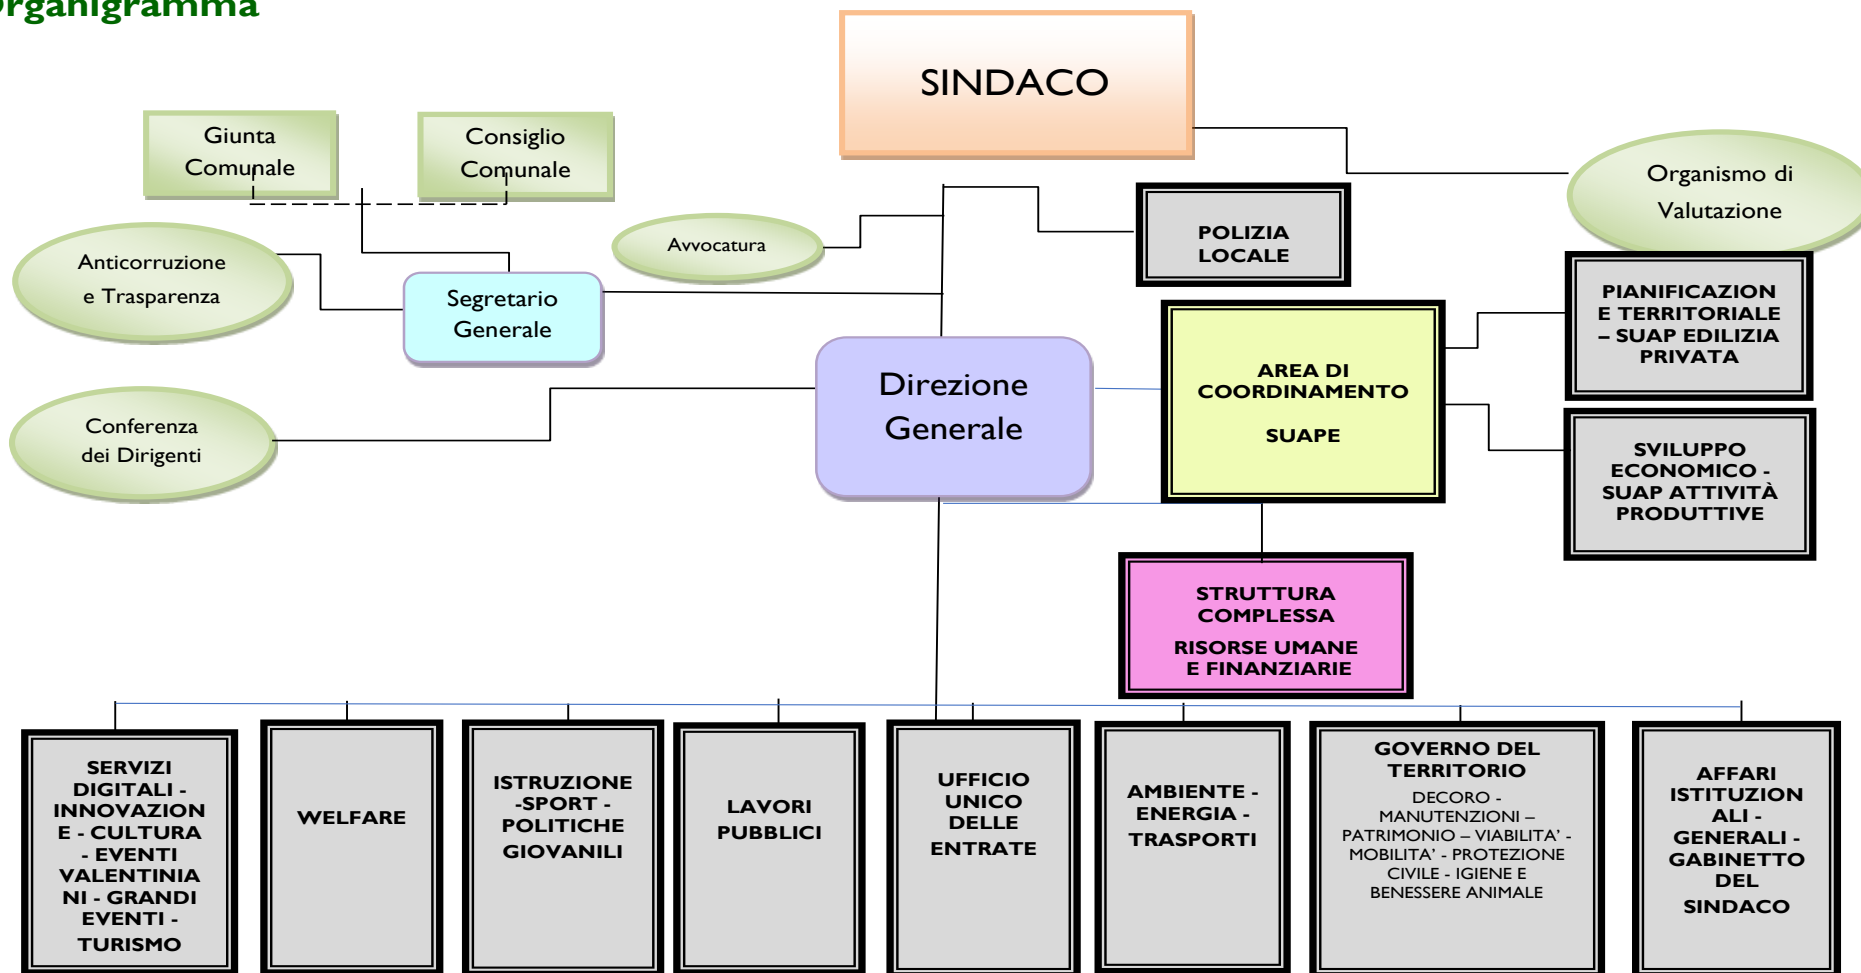 Organigramma
SINDACO
Giunta
Comunale
Consiglio
Comunale
Organismo di
Valutazione
POLIZIA
LOCALE
Avvocatura
Anticorruzione
e Trasparenza
Segretario
Generale
PIANIFICAZION
E TERRITORIALE
– SUAP EDILIZIA
PRIVATA
Direzione
Generale
AREA DI
COORDINAMENTO
SUAPE
Conferenza
dei Dirigenti
SVILUPPO
ECONOMICO -
SUAP ATTIVITÀ
PRODUTTIVE
STRUTTURA
COMPLESSA
RISORSE UMANE
E FINANZIARIE
SERVIZI
DIGITALI -
INNOVAZION
E - CULTURA
- EVENTI
VALENTINIA
NI - GRANDI
EVENTI -
TURISMO
WELFARE
ISTRUZIONE
-SPORT -
POLITICHE
GIOVANILI
LAVORI
PUBBLICI
UFFICIO
UNICO
DELLE
ENTRATE
AMBIENTE -
ENERGIA -
TRASPORTI
GOVERNO DEL
TERRITORIO
DECORO -
MANUTENZIONI –
PATRIMONIO – VIABILITA’ -
MOBILITA’ - PROTEZIONE
CIVILE - IGIENE E
BENESSERE ANIMALE
AFFARI
ISTITUZION
ALI -
GENERALI -
GABINETTO
DEL
SINDACO